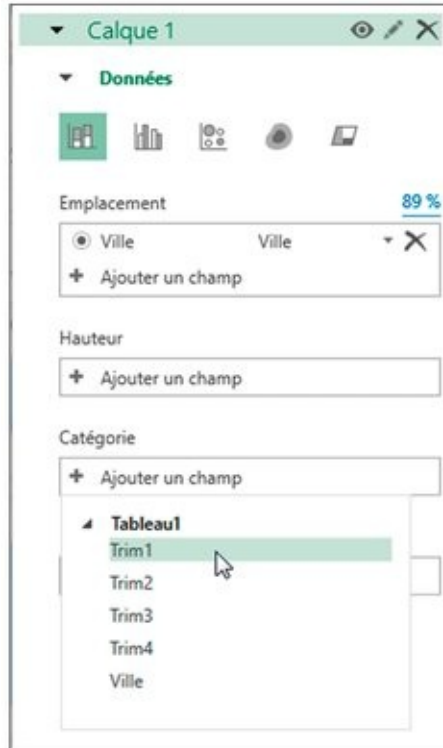 Calque 1
Données
Emplacement 89 %
Ville Ville
Ajouter un champ
Hauteur
Ajouter un champ
Catégorie
Ajouter un champ
Tableau1
Trim1
Trim2
Trim3
Trim4
Ville